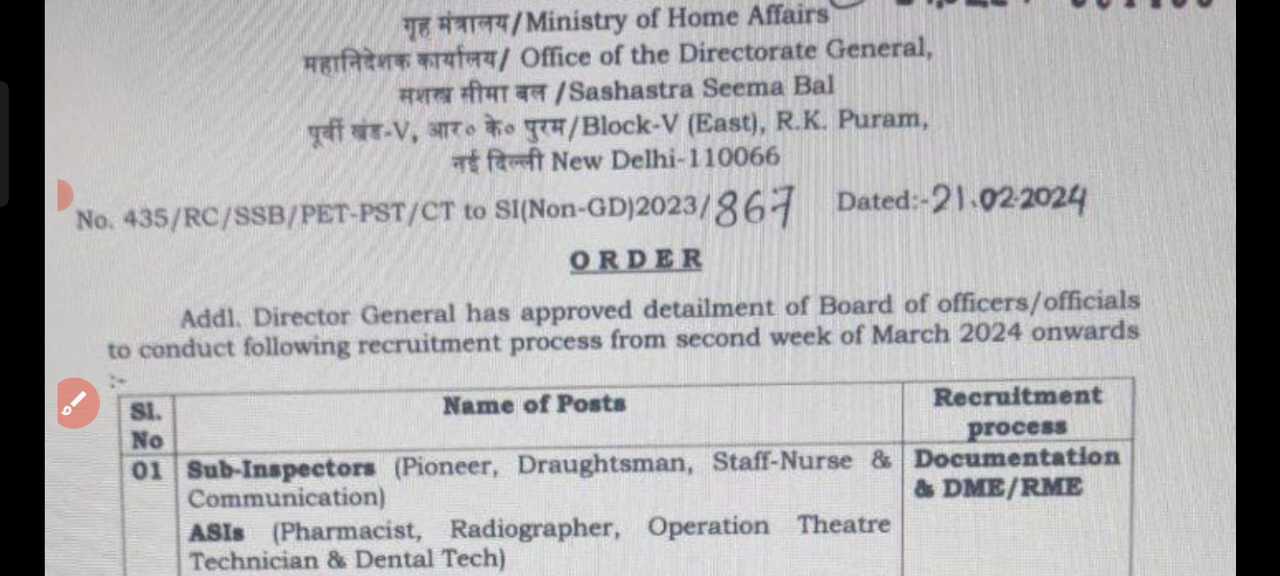 गृह मंत्रालय/Ministry of Home Affairs
महानिदेशक कार्यालय/ Office of the Directorate General,
सशस्त्र सीमा बल /Sashastra Seema Bal
पूर्वी खंड-V, आर० के० पुरम/Block-V (East), R.K. Puram,
नई दिल्ली New Delhi-110066
No. 435/RC/SSB/PET-PST/CT to SI(Non-GD)2023/867 Dated:-21.02.2024
ORDER
Addl. Director General has approved detailment of Board of officers/officials
to conduct following recruitment process from second week of March 2024 onwards
:-
Sl. No
Name of Posts
Recruitment process
01
Sub-Inspectors (Pioneer, Draughtsman, Staff-Nurse &
Communication)
ASIs (Pharmacist, Radiographer, Operation Theatre
Technician & Dental Tech)
Documentation
& DME/RME